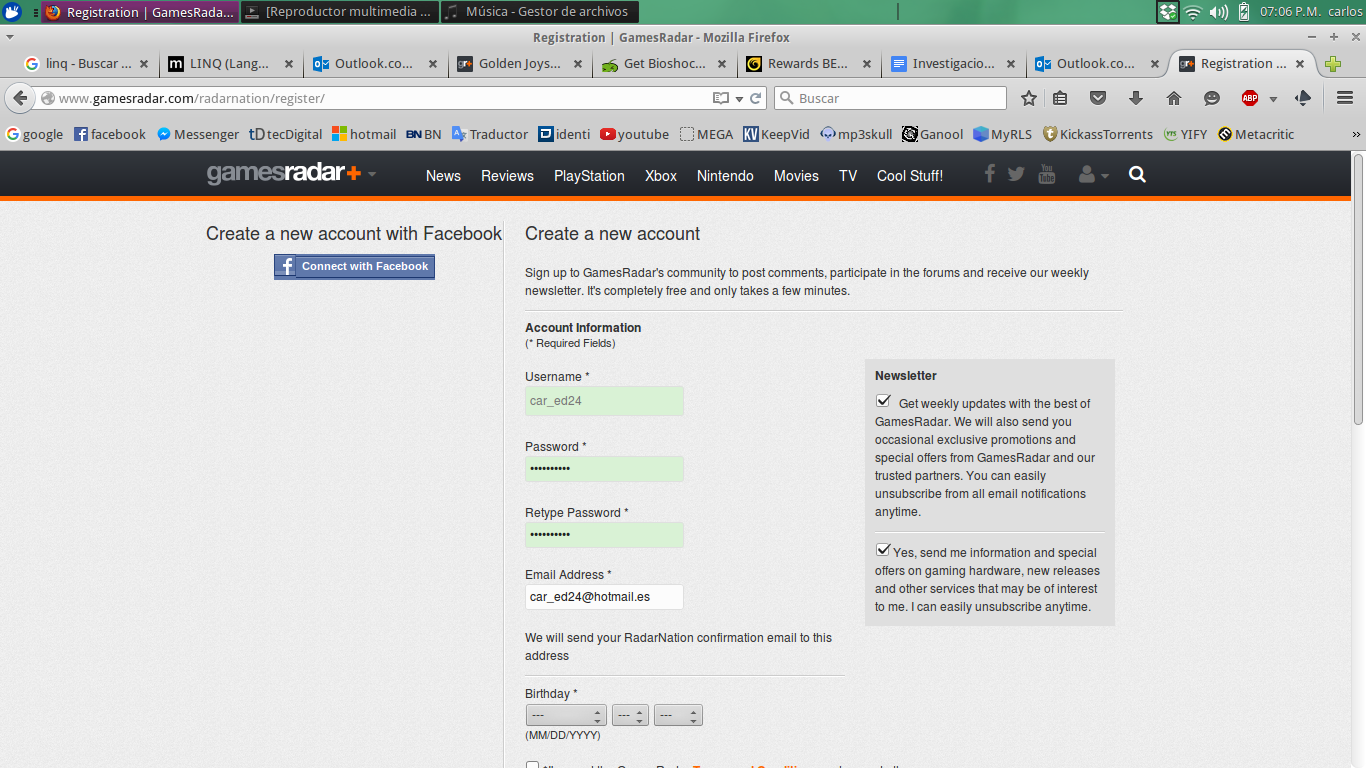 Registration | GamesRada...
[Reproductor multimedia ...
Música - Gestor de archivos
07:06 P.M.
carlos
Registration | GamesRadar - Mozilla Firefox
linq - Buscar ...
LINQ (Lang...
Outlook.co...
Golden Joys...
Get Bioshoc...
Rewards BE...
Investigacio...
Outlook.co...
Registration ...
www.gamesradar.com/radarnation/register/
Buscar
ABP
google
facebook
Messenger
tecDigital
hotmail
BN
Traductor
identi
youtube
MEGA
KeepVid
mp3skull
Ganool
MyRLS
KickassTorrents
YIFY
Metacritic
»
gamesradar+
News
Reviews
PlayStation
Xbox
Nintendo
Movies
TV
Cool Stuff!
Create a new account with Facebook
Connect with Facebook
Create a new account
Sign up to GamesRadar's community to post comments, participate in the forums and receive our weekly
newsletter. It's completely free and only takes a few minutes.
Account Information
(* Required Fields)
Username *
car_ed24
Password *
••••••••••
Retype Password *
••••••••••
Email Address *
car_ed24@hotmail.es
We will send your RadarNation confirmation email to this
address
Birthday *
---
---
---
(MM/DD/YYYY)
Newsletter
Get weekly updates with the best of
GamesRadar. We will also send you
occasional exclusive promotions and
special offers from GamesRadar and our
trusted partners. You can easily
unsubscribe from all email notifications
anytime.
Yes, send me information and special
offers on gaming hardware, new releases
and other services that may be of interest
to me. I can easily unsubscribe anytime.